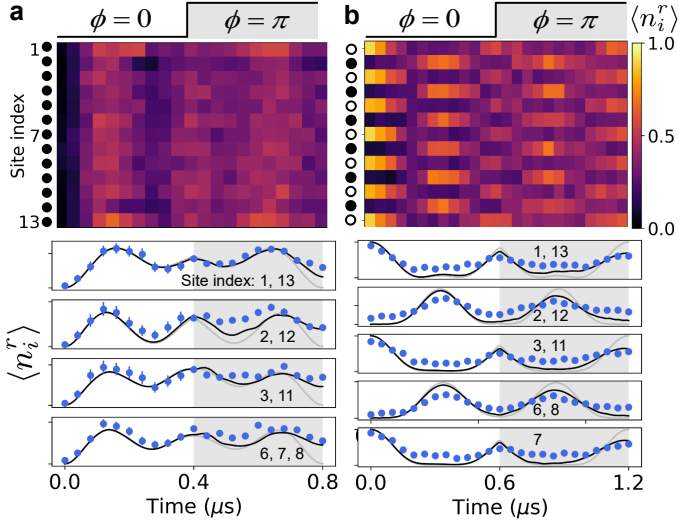 a
ϕ = 0
ϕ = π
b
ϕ = 0
ϕ = π
⟨n_i^r⟩
1
7
13
Site index
1.0
0.5
0.0
Site index: 1, 13
2, 12
3, 11
6, 7, 8
⟨n_i^r⟩
0.0
0.4
0.8
Time (μs)
1, 13
2, 12
3, 11
6, 8
7
0.0
0.6
1.2
Time (μs)